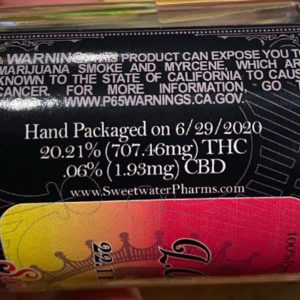 WARNING: THIS PRODUCT CAN EXPOSE YOU TO
MARIJUANA SMOKE AND MYRCENE, WHICH ARE
KNOWN TO THE STATE OF CALIFORNIA TO CAUSE
CANCER. FOR MORE INFORMATION, GO
WWW.P65WARNINGS.CA.GOV.
Hand Packaged on 6/29/2020
20.21% (707.46mg) THC
.06% (1.93mg) CBD
www.SweetwaterPharms.com